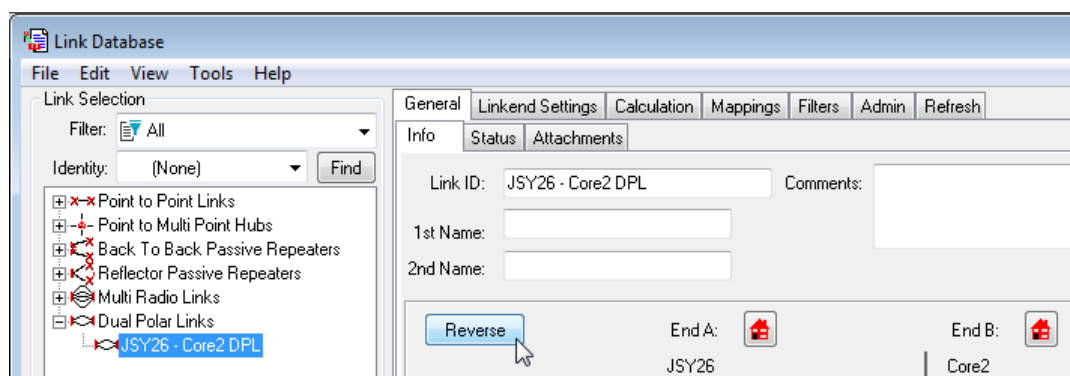 Link Database
File Edit View Tools Help
Link Selection
Filter: All
Identity: (None) Find
Point to Point Links
Point to Multi Point Hubs
Back To Back Passive Repeaters
Reflector Passive Repeaters
Multi Radio Links
Dual Polar Links
JSY26 - Core2 DPL
General Linkend Settings Calculation Mappings Filters Admin Refresh
Info Status Attachments
Link ID: JSY26 - Core2 DPL Comments:
1st Name:
2nd Name:
Reverse End A: End B:
JSY26 Core2